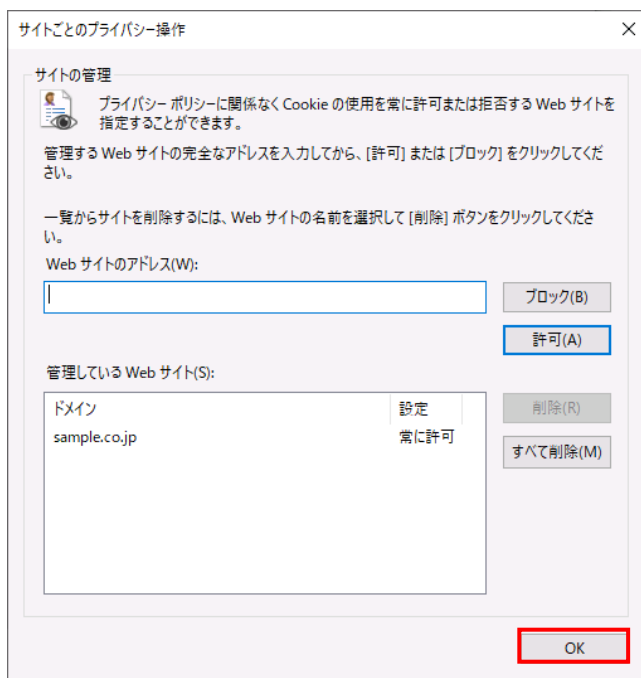 サイトごとのプライバシー操作
サイトの管理
プライバシー ポリシーに関係なく Cookie の使用を常に許可または拒否する Web サイトを
指定することができます。
管理する Web サイトの完全なアドレスを入力してから、[許可] または [ブロック] をクリックしてくだ
さい。
一覧からサイトを削除するには、Web サイトの名前を選択して [削除] ボタンをクリックしてくださ
い。
Web サイトのアドレス(W):
ブロック(B)
許可(A)
管理している Web サイト(S):
ドメイン 設定
削除(R)
sample.co.jp 常に許可
すべて削除(M)
OK